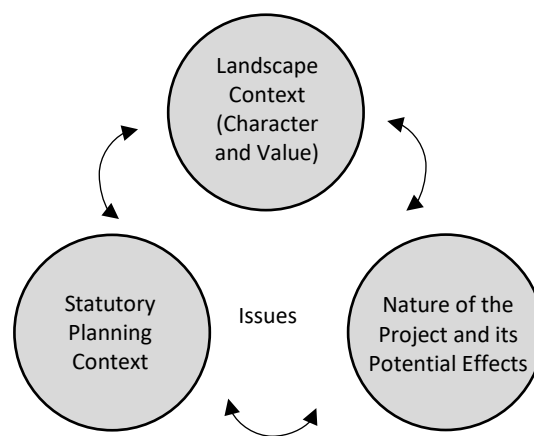 Landscape
Context
(Character
and Value)
Statutory
Planning
Context
Issues
Nature of the
Project and its
Potential Effects